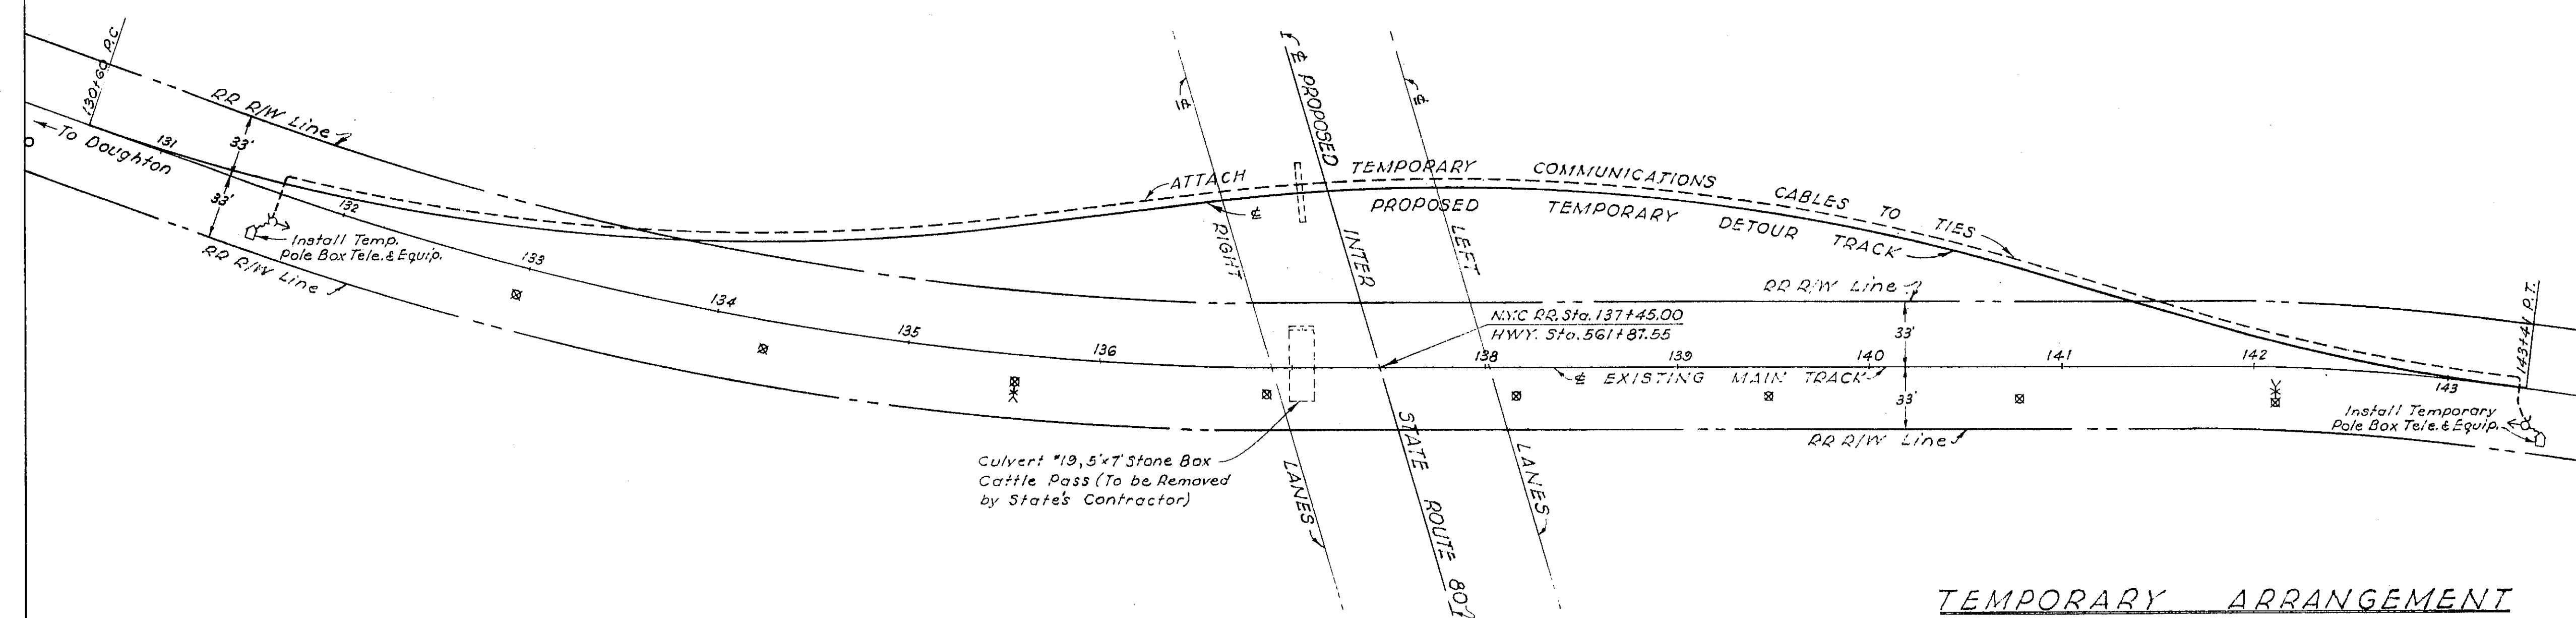 130+60 P.C
RR R/W Line
To Doughton
33'
33'
Install Temp.
Pole Box Tele. & Equip.
RR R/W Line
131
132
133
134
135
136
138
139
140
141
142
143
ATTACH TEMPORARY COMMUNICATIONS CABLES TO TIES
℄
PROPOSED TEMPORARY DETOUR TRACK
℄ PROPOSED
INTER
STATE ROUTE 80
RIGHT
LANES
LEFT
LANES
RR R/W Line
NYC RR. Sta. 137+45.00
HWY. Sta. 561+87.55
33'
℄ EXISTING MAIN TRACK
33'
RR R/W Line
Culvert #19, 5'x7' Stone Box
Cattle Pass (To be Removed
by State's Contractor)
143+41 P.T.
Install Temporary
Pole Box Tele. & Equip.
TEMPORARY ARRANGEMENT